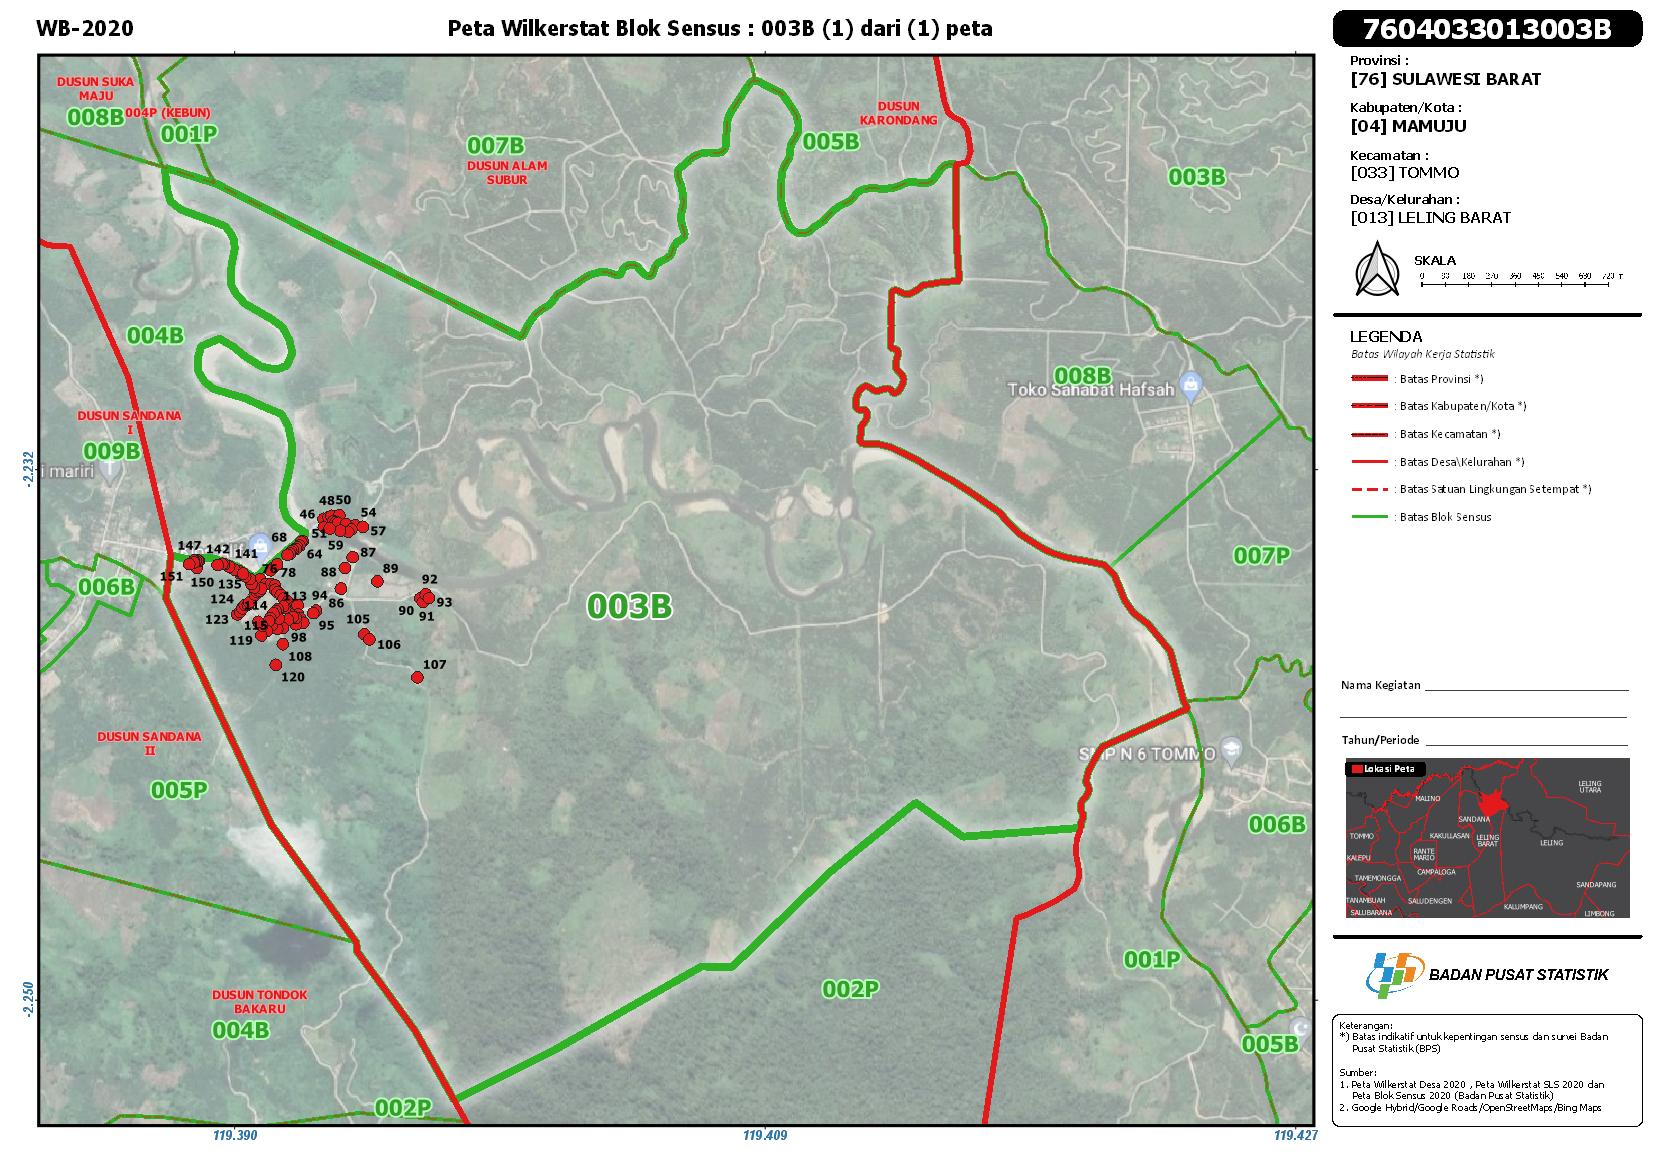 WB-2020
Peta Wilkerstat Blok Sensus : 003B (1) dari (1) peta
7604033013003B
Provinsi :
[76] SULAWESI BARAT
Kabupaten/Kota :
[04] MAMUJU
Kecamatan :
[033] TOMMO
Desa/Kelurahan :
[013] LELING BARAT
SKALA
0 90 180 270 360 450 540 630 720 m
LEGENDA
Batas Wilayah Kerja Statistik
: Batas Provinsi *)
: Batas Kabupaten/Kota *)
: Batas Kecamatan *)
: Batas Desa\Kelurahan *)
: Batas Satuan Lingkungan Setempat *)
: Batas Blok Sensus
Nama Kegiatan
Tahun/Periode
Lokasi Peta
LELING
UTARA
MALINO
SANDANA
TOMMO
KAKULLASAN
LELING
BARAT
LELING
RANTE
MARIO
KALEPU
CAMPALOGA
TAMEMONGGA
SANDAPANG
TANAMBUAH
SALUDENGEN
KALUMPANG
SALUBARANA
LIMBONG
BADAN PUSAT STATISTIK
Keterangan:
*) Batas indikatif untuk kepentingan sensus dan survei Badan
Pusat Statistik (BPS)
Sumber:
1. Peta Wilkerstat Desa 2020 , Peta Wilkerstat SLS 2020 dan
Peta Blok Sensus 2020 (Badan Pusat Statistik)
2. Google Hybrid/Google Roads/OpenStreetMaps/Bing Maps
DUSUN SUKA
MAJU
008B
004P (KEBUN)
001P
007B
DUSUN ALAM
SUBUR
DUSUN
KARONDANG
005B
003B
004B
008B
Toko Sahabat Hafsah
DUSUN SANDANA
I
009B
i mariri
-2.232
48
50
46
54
51
57
68
59
64
147
142
141
87
151
150
135
76
78
88
89
92
124
114
113
94
86
90
93
91
123
115
95
105
119
98
106
108
107
120
006B
003B
007P
DUSUN SANDANA
II
005P
SMP N 6 TOMMO
006B
001P
002P
-2.250
DUSUN TONDOK
BAKARU
004B
005B
002P
119.390
119.409
119.427